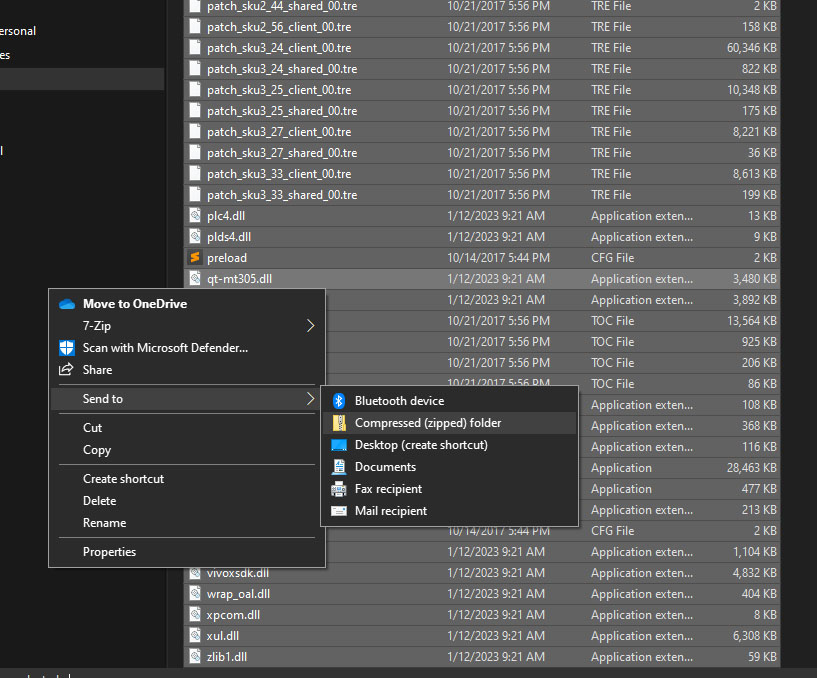 patch_sku2_44_shared_00.tre 10/21/2017 5:56 PM TRE File 2 KB
patch_sku2_56_client_00.tre 10/21/2017 5:56 PM TRE File 158 KB
ersonal
patch_sku3_24_client_00.tre 10/21/2017 5:56 PM TRE File 60,346 KB
es
patch_sku3_24_shared_00.tre 10/21/2017 5:56 PM TRE File 822 KB
patch_sku3_25_client_00.tre 10/21/2017 5:56 PM TRE File 10,348 KB
patch_sku3_25_shared_00.tre 10/21/2017 5:56 PM TRE File 175 KB
patch_sku3_27_client_00.tre 10/21/2017 5:56 PM TRE File 8,221 KB
patch_sku3_27_shared_00.tre 10/21/2017 5:56 PM TRE File 36 KB
patch_sku3_33_client_00.tre 10/21/2017 5:56 PM TRE File 8,613 KB
patch_sku3_33_shared_00.tre 10/21/2017 5:56 PM TRE File 199 KB
plc4.dll 1/12/2023 9:21 AM Application exten... 13 KB
plds4.dll 1/12/2023 9:21 AM Application exten... 9 KB
preload 10/14/2017 5:44 PM CFG File 2 KB
qt-mt305.dll 1/12/2023 9:21 AM Application exten... 3,480 KB
1/12/2023 9:21 AM Application exten... 3,892 KB
10/21/2017 5:56 PM TOC File 13,564 KB
10/21/2017 5:56 PM TOC File 925 KB
10/21/2017 5:56 PM TOC File 206 KB
10/21/2017 5:56 PM TOC File 86 KB
Application exten... 108 KB
Application exten... 368 KB
Application exten... 116 KB
Application 28,463 KB
Application 477 KB
Application exten... 213 KB
10/14/2017 5:44 PM CFG File 2 KB
1/12/2023 9:21 AM Application exten... 1,104 KB
vivoxsdk.dll 1/12/2023 9:21 AM Application exten... 4,832 KB
wrap_oal.dll 1/12/2023 9:21 AM Application exten... 404 KB
xpcom.dll 1/12/2023 9:21 AM Application exten... 8 KB
xul.dll 1/12/2023 9:21 AM Application exten... 6,308 KB
zlib1.dll 1/12/2023 9:21 AM Application exten... 59 KB
Move to OneDrive
7-Zip
Scan with Microsoft Defender...
Share
Send to
Cut
Copy
Create shortcut
Delete
Rename
Properties
Bluetooth device
Compressed (zipped) folder
Desktop (create shortcut)
Documents
Fax recipient
Mail recipient